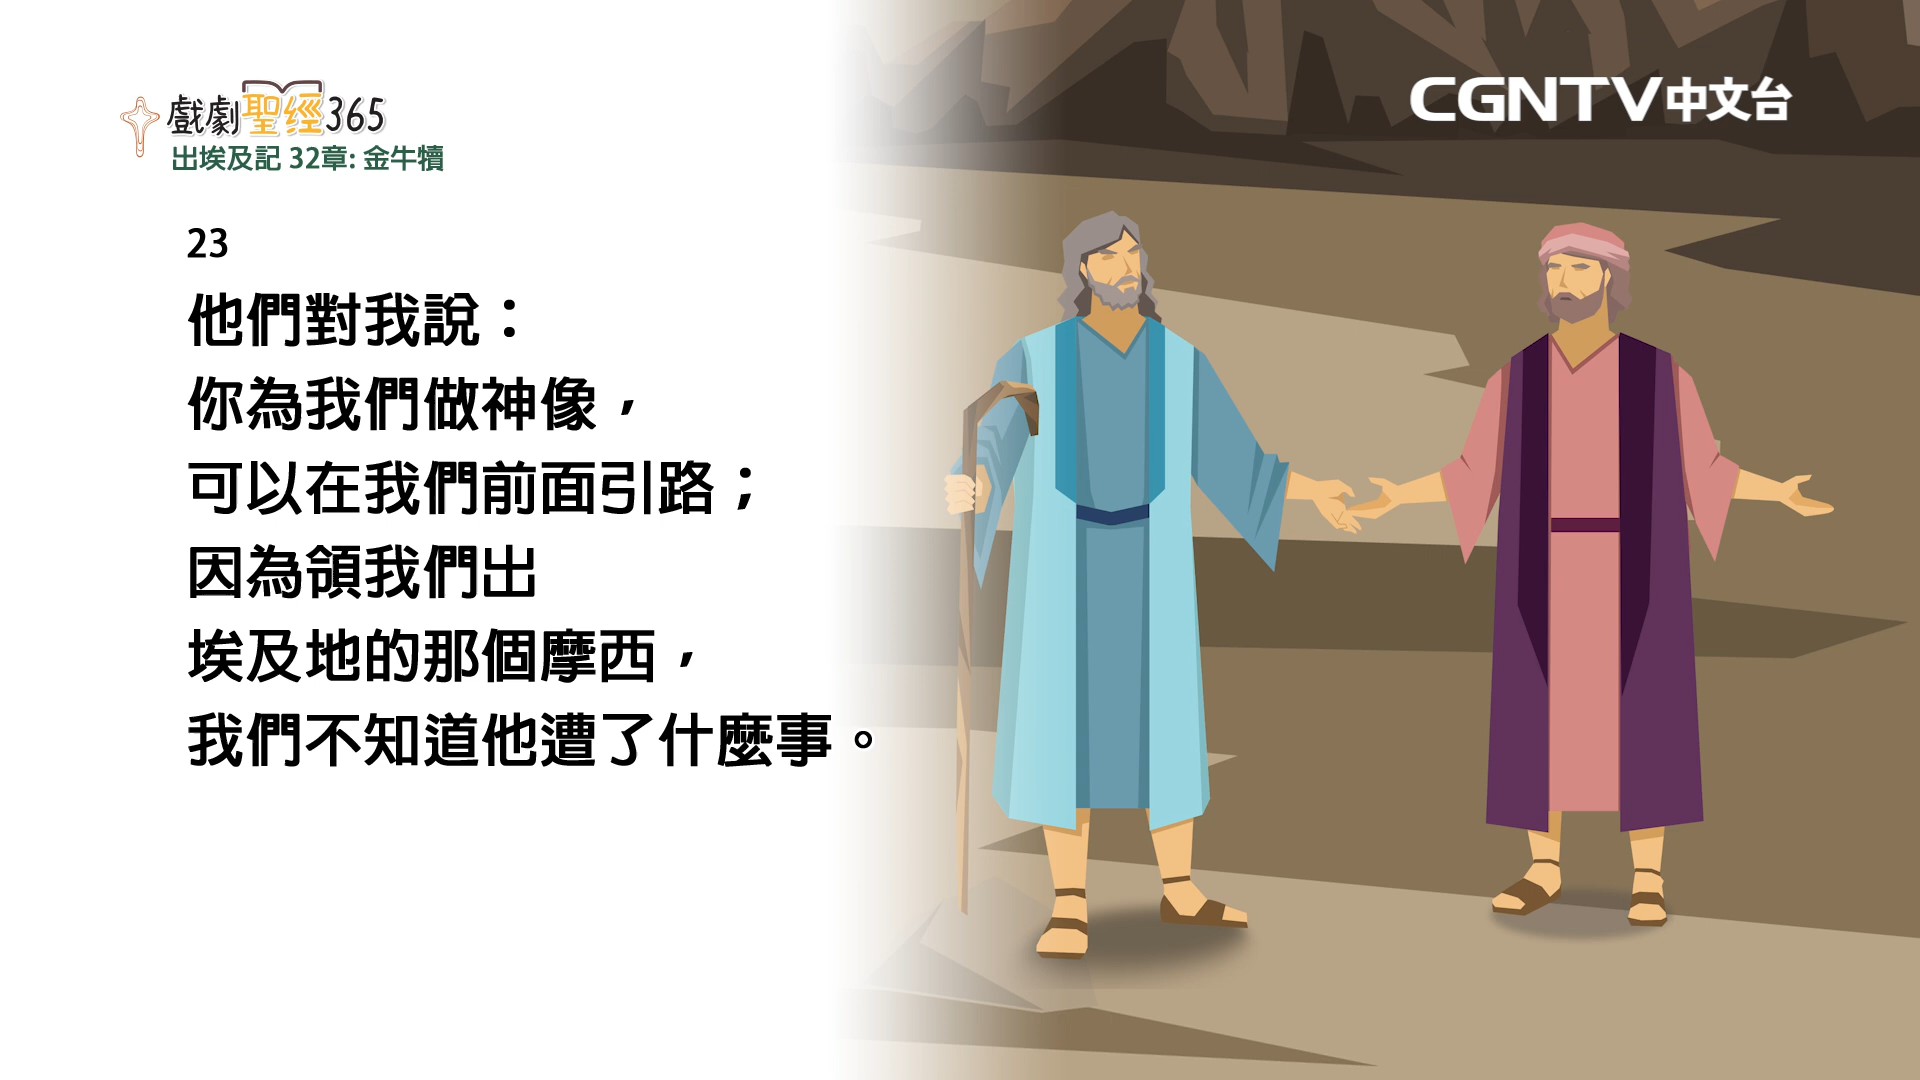 戲劇聖經365
出埃及記 32章: 金牛犢
CGNTV中文台
23
他們對我說：
你為我們做神像，
可以在我們前面引路；
因為領我們出
埃及地的那個摩西，
我們不知道他遭了什麼事。